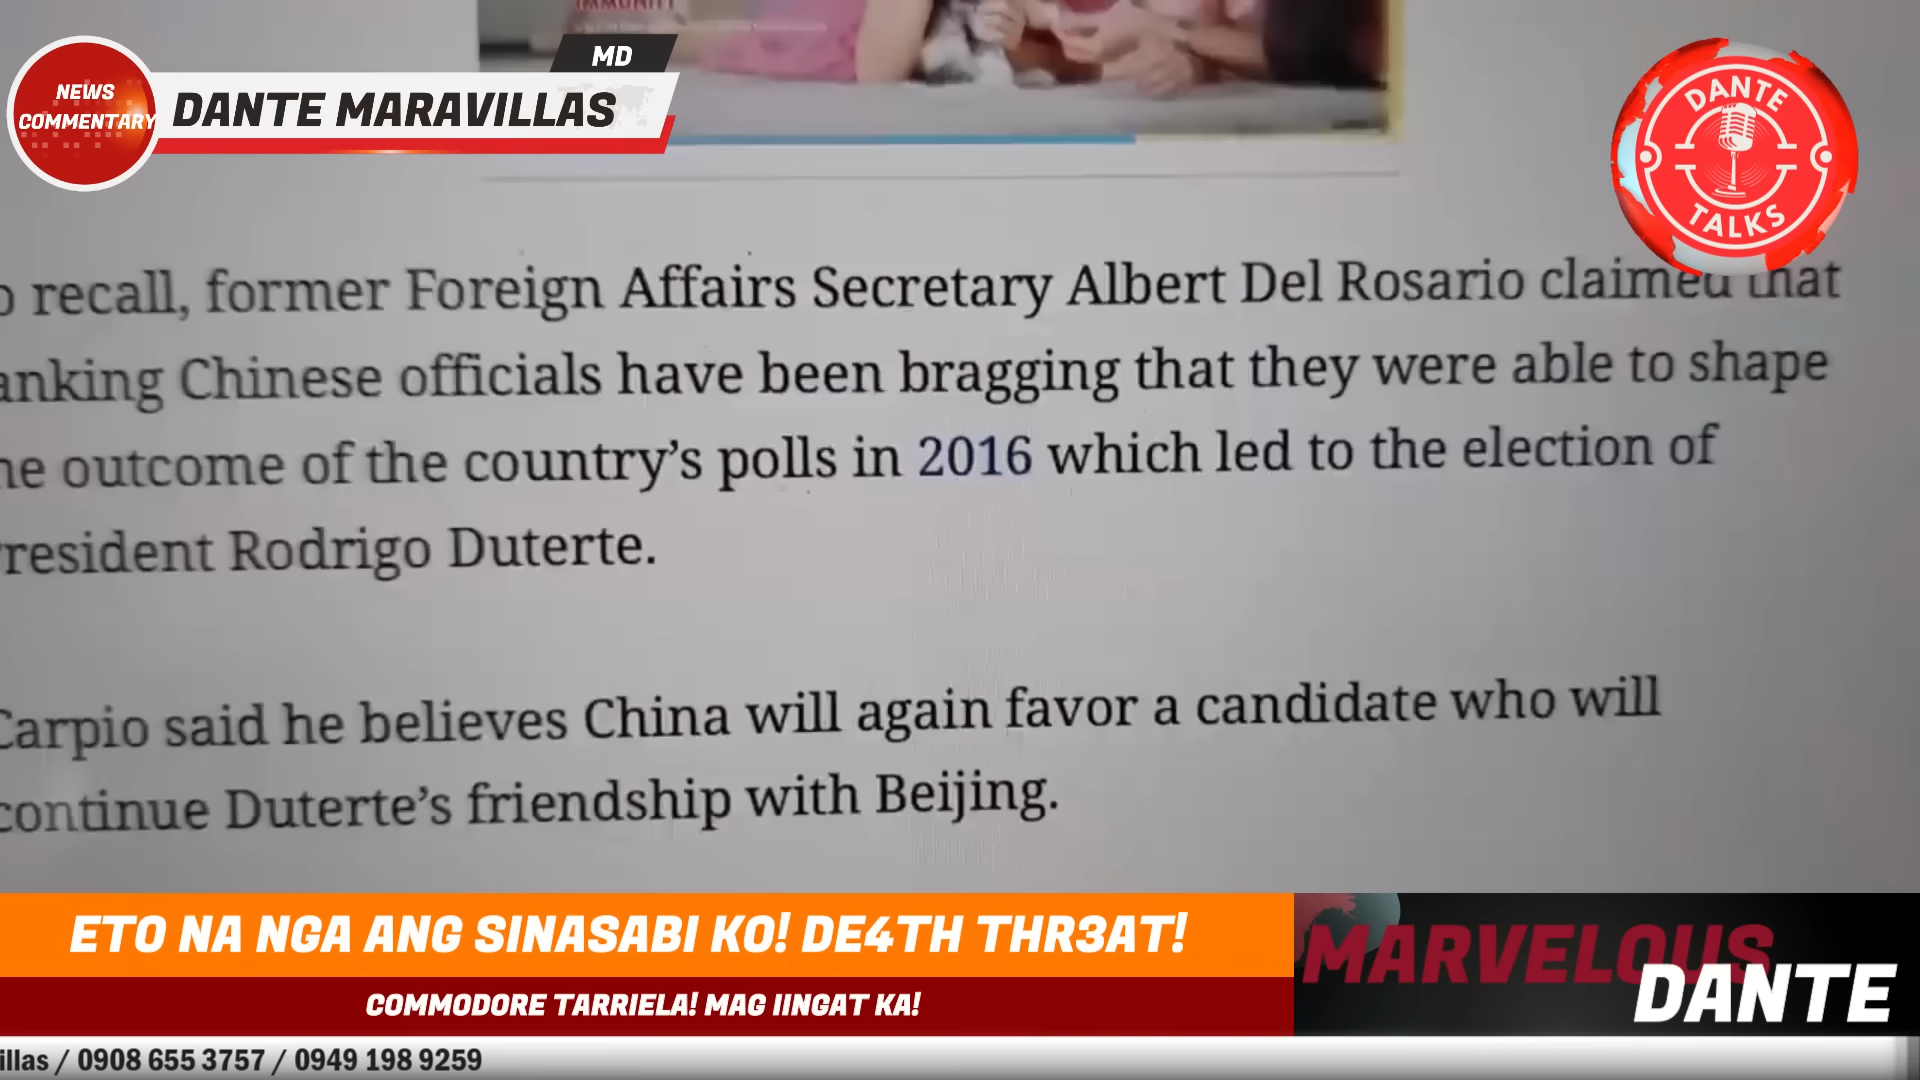 IMMUNITY
MD
NEWS
COMMENTARY
DANTE MARAVILLAS
DANTE
TALKS
recall, former Foreign Affairs Secretary Albert Del Rosario claimed that
anking Chinese officials have been bragging that they were able to shape
he outcome of the country's polls in 2016 which led to the election of
resident Rodrigo Duterte.
Carpio said he believes China will again favor a candidate who will
continue Duterte's friendship with Beijing.
ETO NA NGA ANG SINASABI KO! DE4TH THR3AT!
COMMODORE TARRIELA! MAG IINGAT KA!
MARVELOUS
DANTE
illas / 0908 655 3757 / 0949 198 9259